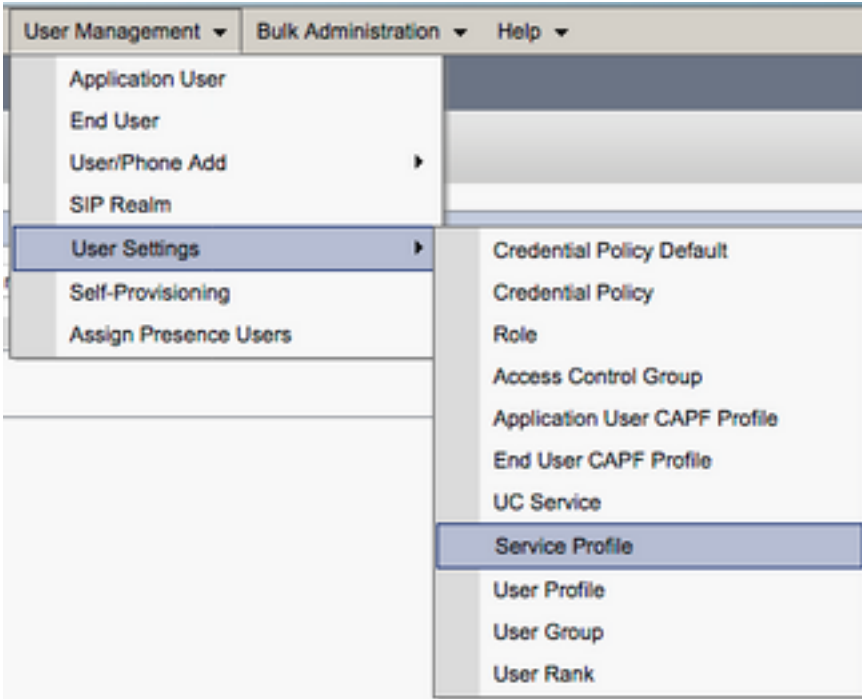 User Management Bulk Administration Help
Application User
End User
User/Phone Add
SIP Realm
User Settings
Self-Provisioning
Assign Presence Users
Credential Policy Default
Credential Policy
Role
Access Control Group
Application User CAPF Profile
End User CAPF Profile
UC Service
Service Profile
User Profile
User Group
User Rank